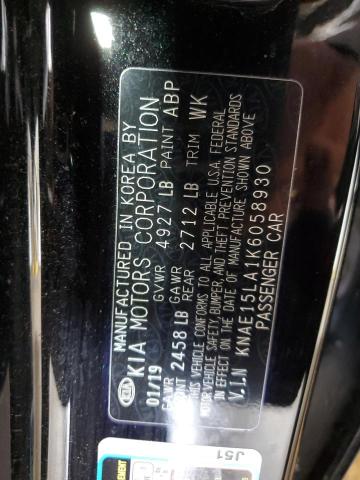 MANUFACTURED IN KOREA BY
KIA MOTORS CORPORATION
01/19 GVWR 4927 LB PAINT ABP
GAWR FRONT 2458 LB GAWR REAR 2712 LB TRIM WK
THIS VEHICLE CONFORMS TO ALL APPLICABLE U.S.A. FEDERAL
MOTOR VEHICLE SAFETY, BUMPER, AND THEFT PREVENTION STANDARDS
IN EFFECT ON THE DATE OF MANUFACTURE SHOWN ABOVE
V.I.N KNAE15LA1K6058930
PASSENGER CAR
KIA
J51